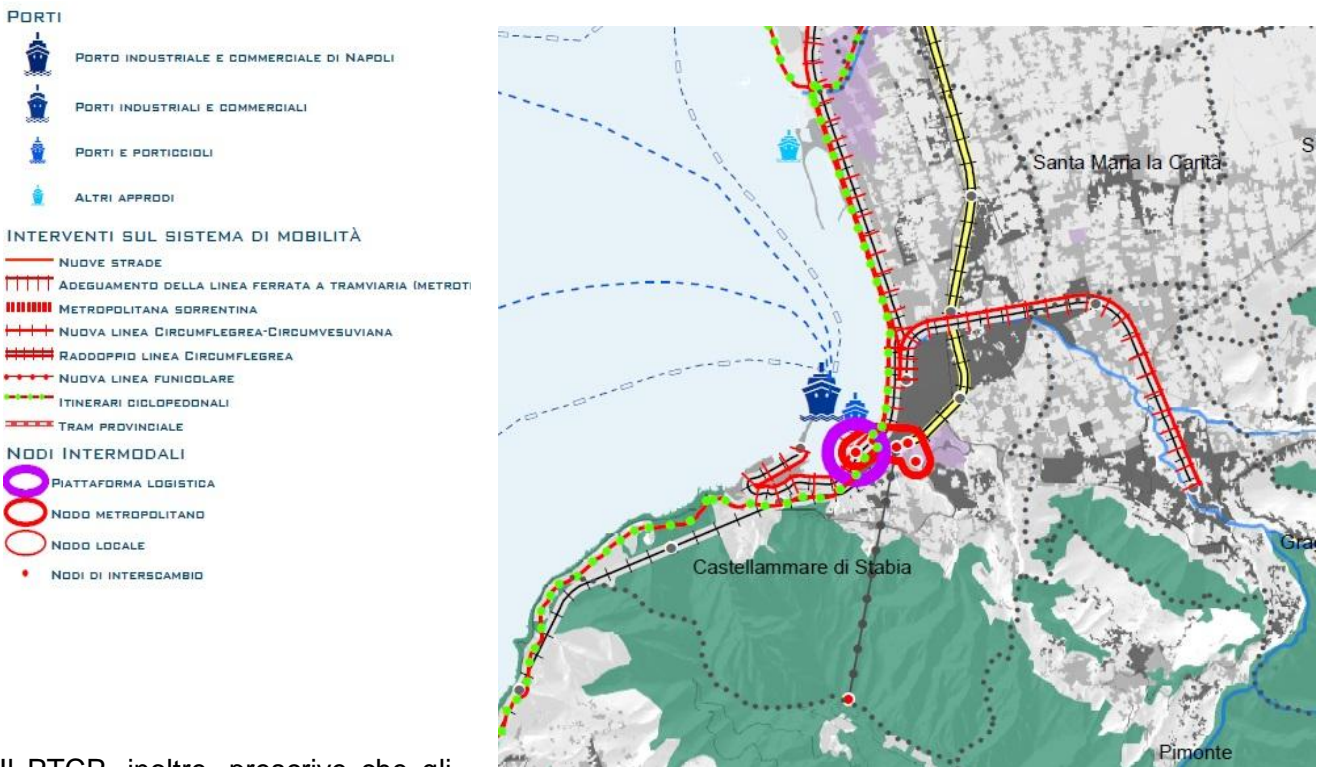 PORTI
PORTO INDUSTRIALE E COMMERCIALE DI NAPOLI
PORTI INDUSTRIALI E COMMERCIALI
PORTI E PORTICCIOLI
ALTRI APPRODI
INTERVENTI SUL SISTEMA DI MOBILITÀ
NUOVE STRADE
ADEGUAMENTO DELLA LINEA FERRATA A TRAMVIARIA (METROT
METROPOLITANA SORRENTINA
NUOVA LINEA CIRCUMFLEGREA-CIRCUMVESUVIANA
RADDOPPIO LINEA CIRCUMFLEGREA
NUOVA LINEA FUNICOLARE
ITINERARI CICLOPEDONALI
TRAM PROVINCIALE
NODI INTERMODALI
PIATTAFORMA LOGISTICA
NODO METROPOLITANO
NODO LOCALE
NODI DI INTERSCAMBIO
Santa Maria la Carità
S
Castellammare di Stabia
Gra
Pimonte
Il PTCP, inoltre, prescrive che gli